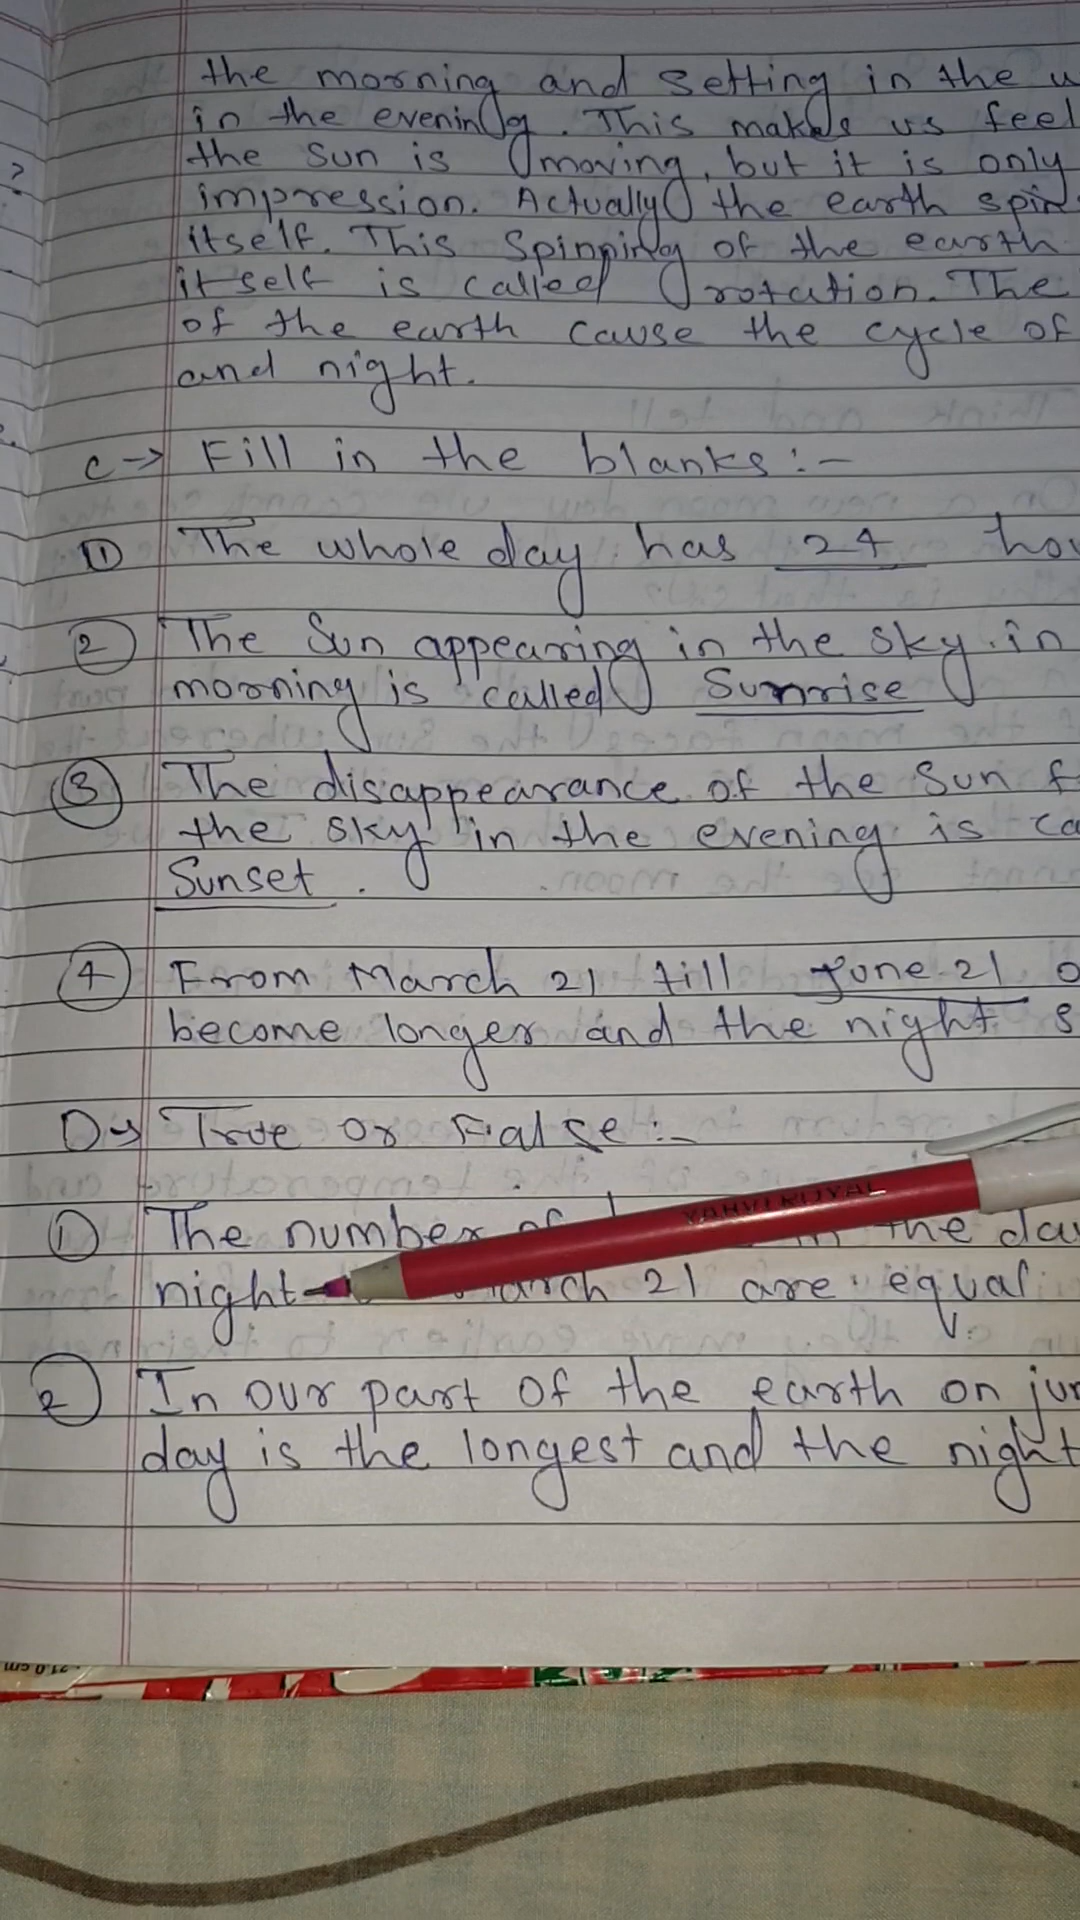 the morning and setting in the
in the evening. This makes us feel
the Sun is moving, but it is only
impression. Actually the earth spin
itself. This Spinning of the earth
itself is called rotation. The
of the earth cause the cycle of
and night.
C→ Fill in the blanks:-
① The whole day has 24
② The Sun appearing in the sky in
morning is called Sunrise
③ The disappearance of the Sun
the sky in the evening is
Sunset.
④ From March 21 till June 21
become longer and the night
D→ True or False:-
① The number of in the
night 21 are equal
② In our part of the earth on
day is the longest and the night